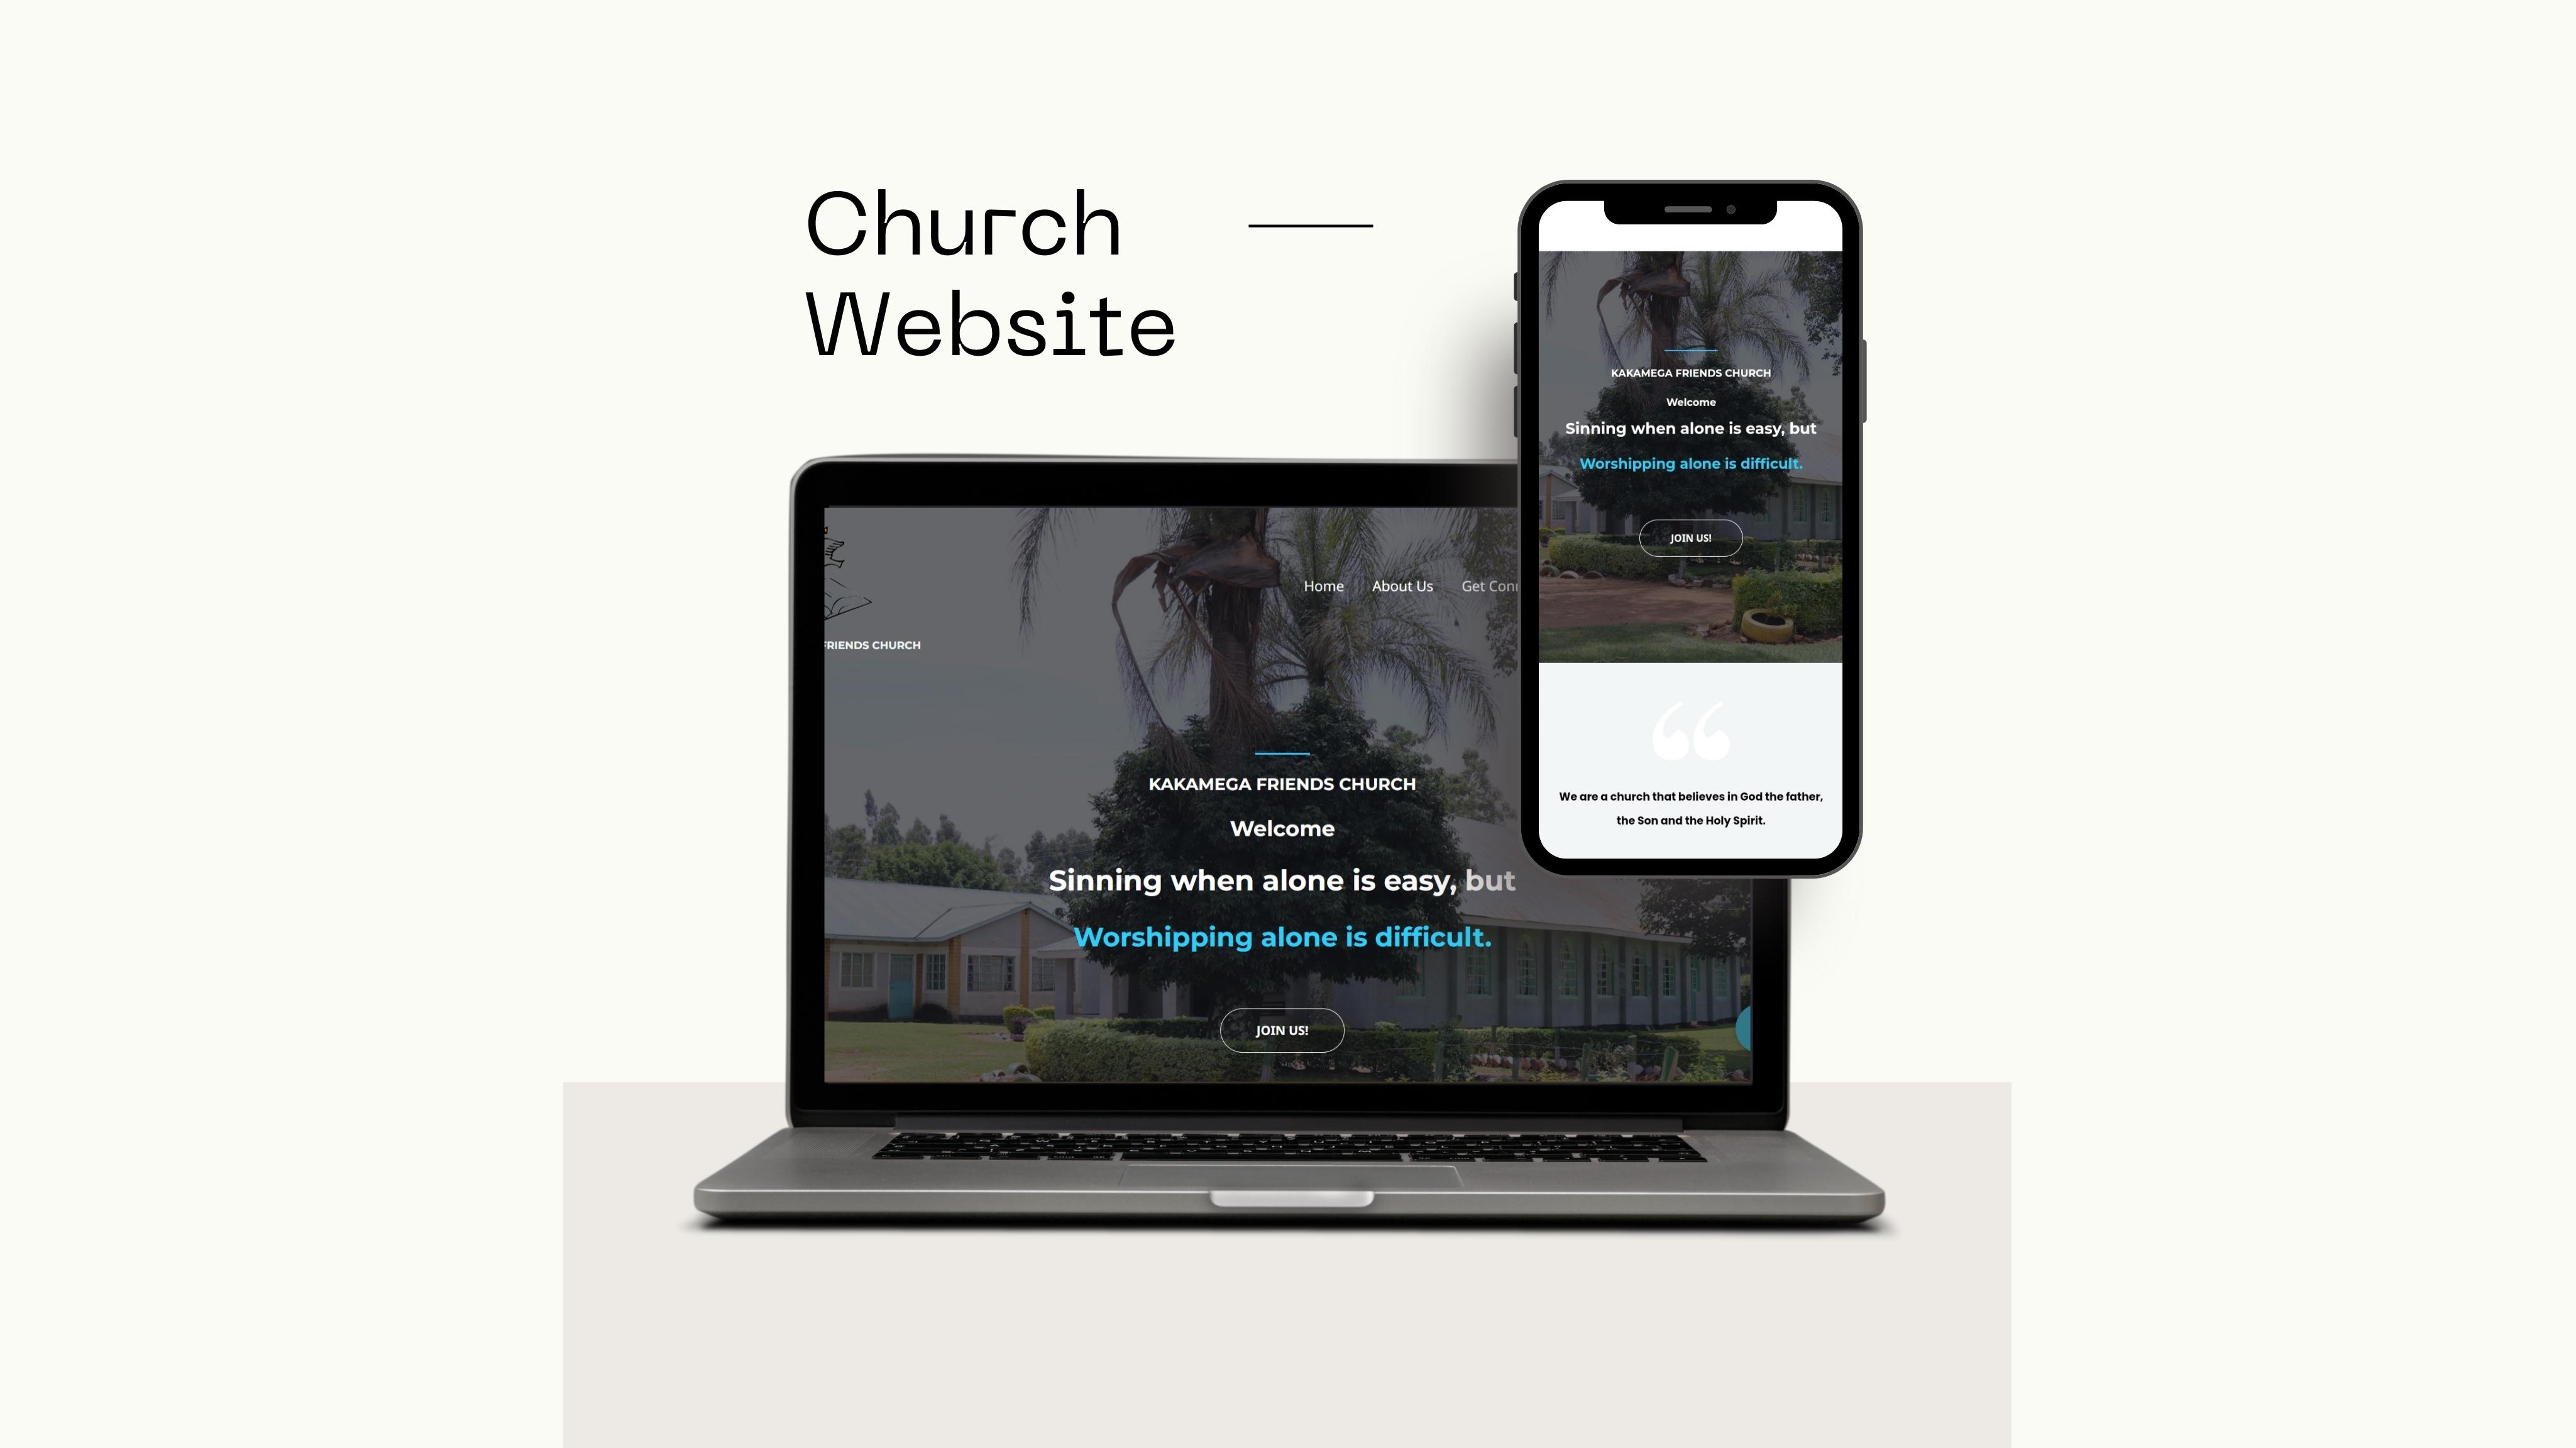 Church
Website
Home About Us Get Con
FRIENDS CHURCH
KAKAMEGA FRIENDS CHURCH
Welcome
Sinning when alone is easy, but
Worshipping alone is difficult.
JOIN US!
KAKAMEGA FRIENDS CHURCH
Welcome
Sinning when alone is easy, but
Worshipping alone is difficult.
JOIN US!
We are a church that believes in God the father,
the Son and the Holy Spirit.